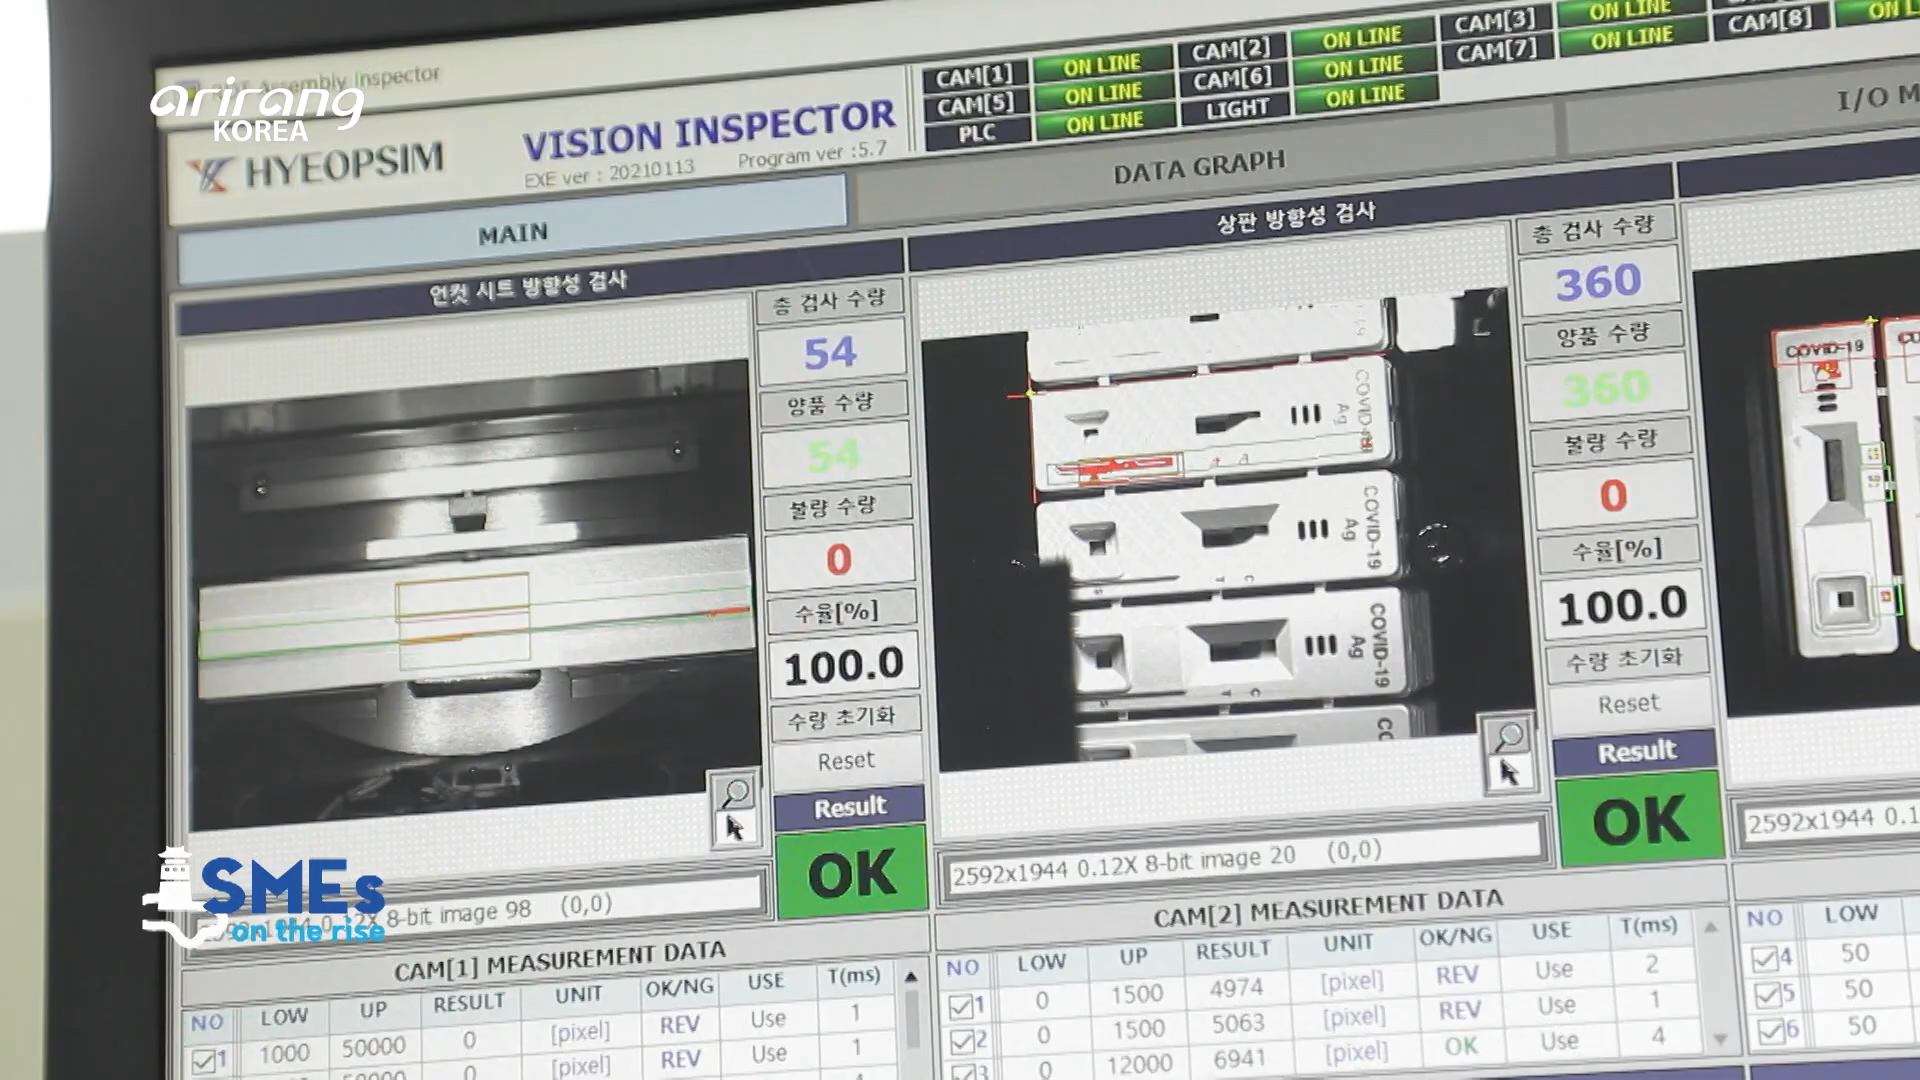 Assembly Inspector
arirang
KOREA
HYEOPSIM
VISION INSPECTOR
EXE ver : 20210113 Program ver :5.7
CAM[1] ON LINE CAM[2] ON LINE CAM[3] ON LINE
CAM[5] ON LINE CAM[6] ON LINE CAM[7] ON LINE CAM[8] ON L
PLC ON LINE LIGHT ON LINE
MAIN
DATA GRAPH
I/O M
언컷 시트 방향성 검사
총 검사 수량
54
양품 수량
54
불량 수량
0
수율[%]
100.0
수량 초기화
Reset
Result
OK
8-bit image 98 (0,0)
상판 방향성 검사
COVID-19
Ag
COVID-19
Ag
C
T
COVID-19
Ag
C
T
총 검사 수량
360
양품 수량
360
불량 수량
0
수율[%]
100.0
수량 초기화
Reset
Result
OK
2592x1944 0.12X 8-bit image 20 (0,0)
COVID-19
2592x1944 0.1
SMEs
on the rise
CAM[1] MEASUREMENT DATA
NO LOW UP RESULT UNIT OK/NG USE T(ms)
1 1000 50000 0 [pixel] REV Use 1
0 [pixel] REV Use 1
CAM[2] MEASUREMENT DATA
NO LOW UP RESULT UNIT OK/NG USE T(ms)
1 0 1500 4974 [pixel] REV Use 2
2 0 1500 5063 [pixel] REV Use 1
3 0 12000 6941 [pixel] OK Use 4
NO LOW
4 50
5 50
6 50